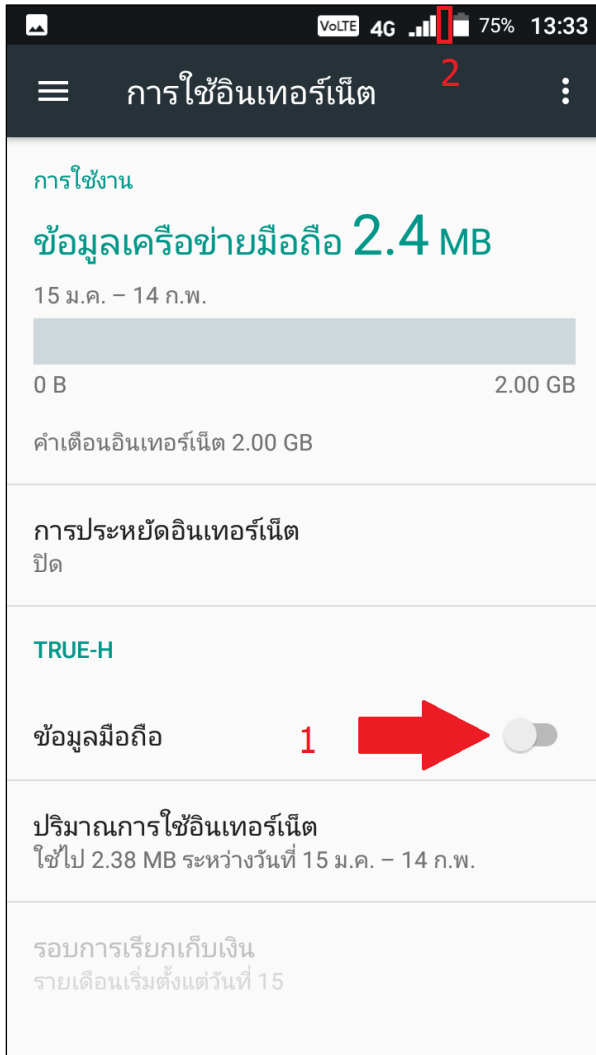 VoLTE 4G 75% 13:33
2
การใช้อินเทอร์เน็ต
การใช้งาน
ข้อมูลเครือข่ายมือถือ 2.4 MB
15 ม.ค. – 14 ก.พ.
0 B 2.00 GB
คำเตือนอินเทอร์เน็ต 2.00 GB
การประหยัดอินเทอร์เน็ต
ปิด
TRUE-H
ข้อมูลมือถือ 1
ปริมาณการใช้อินเทอร์เน็ต
ใช้ไป 2.38 MB ระหว่างวันที่ 15 ม.ค. – 14 ก.พ.
รอบการเรียกเก็บเงิน
รายเดือนเริ่มตั้งแต่วันที่ 15